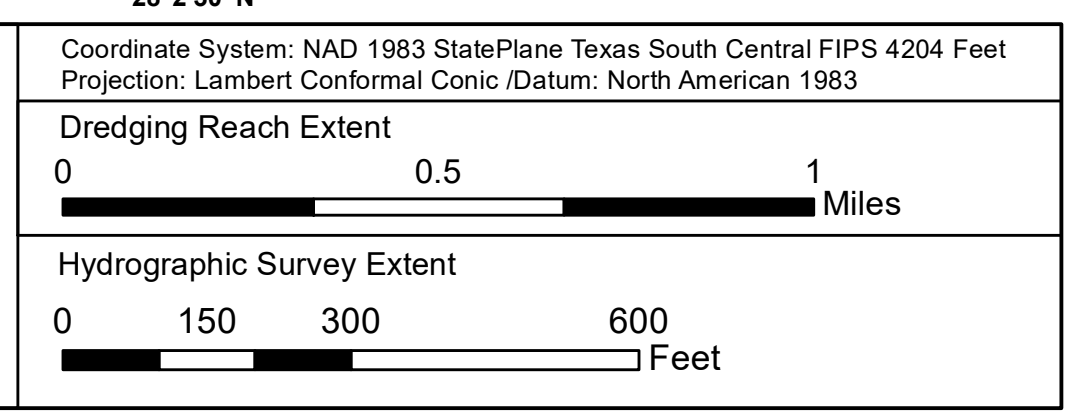 Coordinate System: NAD 1983 StatePlane Texas South Central FIPS 4204 Feet
Projection: Lambert Conformal Conic /Datum: North American 1983
Dredging Reach Extent
0 0.5 1
Miles
Hydrographic Survey Extent
0 150 300 600
Feet